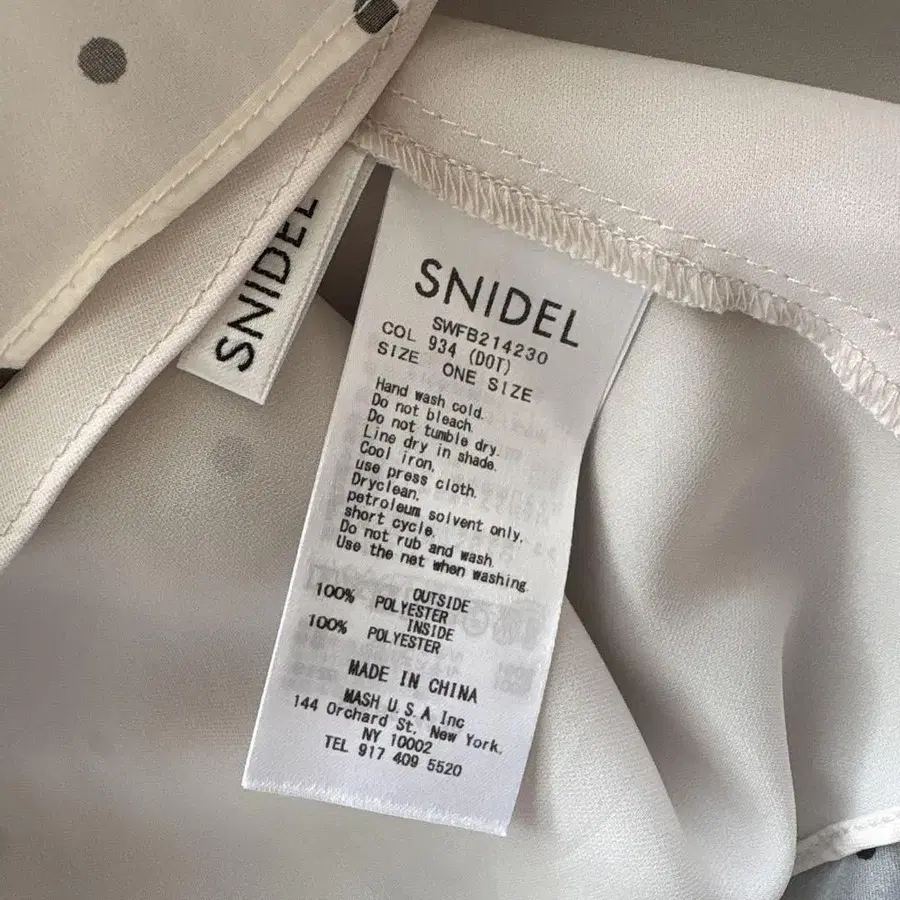 SNIDEL
SNIDEL
SWFB214230
COL 934 (DOT)
SIZE ONE SIZE
Hand wash cold.
Do not bleach.
Do not tumble dry.
Line dry in shade.
Cool iron,
use press cloth.
Dryclean,
petroleum solvent only,
short cycle.
Do not rub and wash.
Use the net when washing.
OUTSIDE
100% POLYESTER
INSIDE
100% POLYESTER
MADE IN CHINA
MASH U.S.A Inc
144 Orchard St, New York,
NY 10002
TEL 917 409 5520